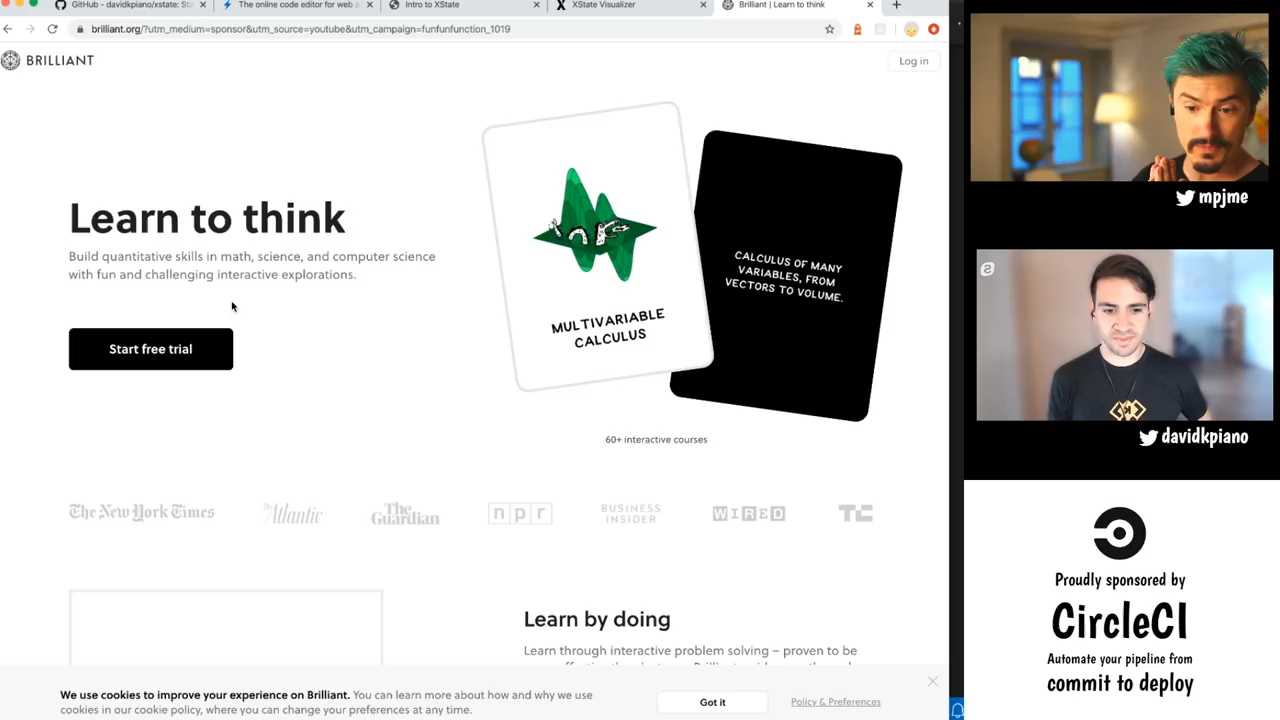 GitHub - davidkpiano/xstate: Sta
The online code editor for web a
Intro to XState
XState Visualizer
Brilliant | Learn to think
brilliant.org/?utm_medium=sponsor&utm_source=youtube&utm_campaign=funfunfunction_1019
BRILLIANT
Log in
Learn to think
Build quantitative skills in math, science, and computer science
with fun and challenging interactive explorations.
Start free trial
MULTIVARIABLE
CALCULUS
CALCULUS OF MANY
VARIABLES, FROM
VECTORS TO VOLUME.
60+ interactive courses
The New York Times
The Atlantic
The Guardian
npr
BUSINESS
INSIDER
WIRED
TC
Learn by doing
Learn through interactive problem solving – proven to be
We use cookies to improve your experience on Brilliant. You can learn more about how and why we use
cookies in our cookie policy, where you can change your preferences at any time.
Got it
Policy & Preferences
mpjme
davidkpiano
Proudly sponsored by
CircleCI
Automate your pipeline from
commit to deploy